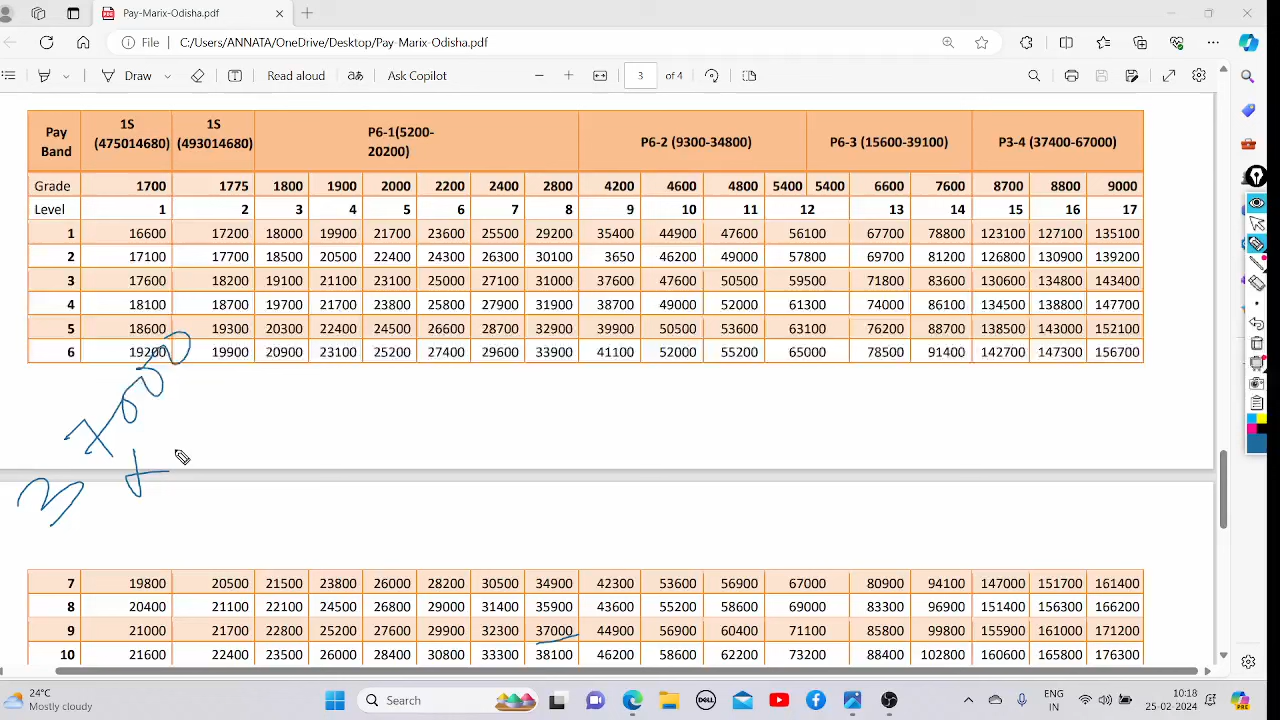 Pay-Marix-Odisha.pdf
File C:/Users/ANNATA/OneDrive/Desktop/Pay-Marix-Odisha.pdf
Draw Read aloud Ask Copilot 3 of 4
Pay Band 1S (475014680) 1S (493014680) P6-1(5200-20200) P6-2 (9300-34800) P6-3 (15600-39100) P3-4 (37400-67000)
Grade 1700 1775 1800 1900 2000 2200 2400 2800 4200 4600 4800 5400 5400 6600 7600 8700 8800 9000
Level 1 2 3 4 5 6 7 8 9 10 11 12 13 14 15 16 17
1 16600 17200 18000 19900 21700 23600 25500 29200 35400 44900 47600 56100 67700 78800 123100 127100 135100
2 17100 17700 18500 20500 22400 24300 26300 30100 3650 46200 49000 57800 69700 81200 126800 130900 139200
3 17600 18200 19100 21100 23100 25000 27100 31000 37600 47600 50500 59500 71800 83600 130600 134800 143400
4 18100 18700 19700 21700 23800 25800 27900 31900 38700 49000 52000 61300 74000 86100 134500 138800 147700
5 18600 19300 20300 22400 24500 26600 28700 32900 39900 50500 53600 63100 76200 88700 138500 143000 152100
6 19200 19900 20900 23100 25200 27400 29600 33900 41100 52000 55200 65000 78500 91400 142700 147300 156700
37000
+
7 19800 20500 21500 23800 26000 28200 30500 34900 42300 53600 56900 67000 80900 94100 147000 151700 161400
8 20400 21100 22100 24500 26800 29000 31400 35900 43600 55200 58600 69000 83300 96900 151400 156300 166200
9 21000 21700 22800 25200 27600 29900 32300 37000 44900 56900 60400 71100 85800 99800 155900 161000 171200
10 21600 22400 23500 26000 28400 30800 33300 38100 46200 58600 62200 73200 88400 102800 160600 165800 176300
24°C
Mostly cloudy
Search
DELL
ENG
IN
10:18
25-02-2024